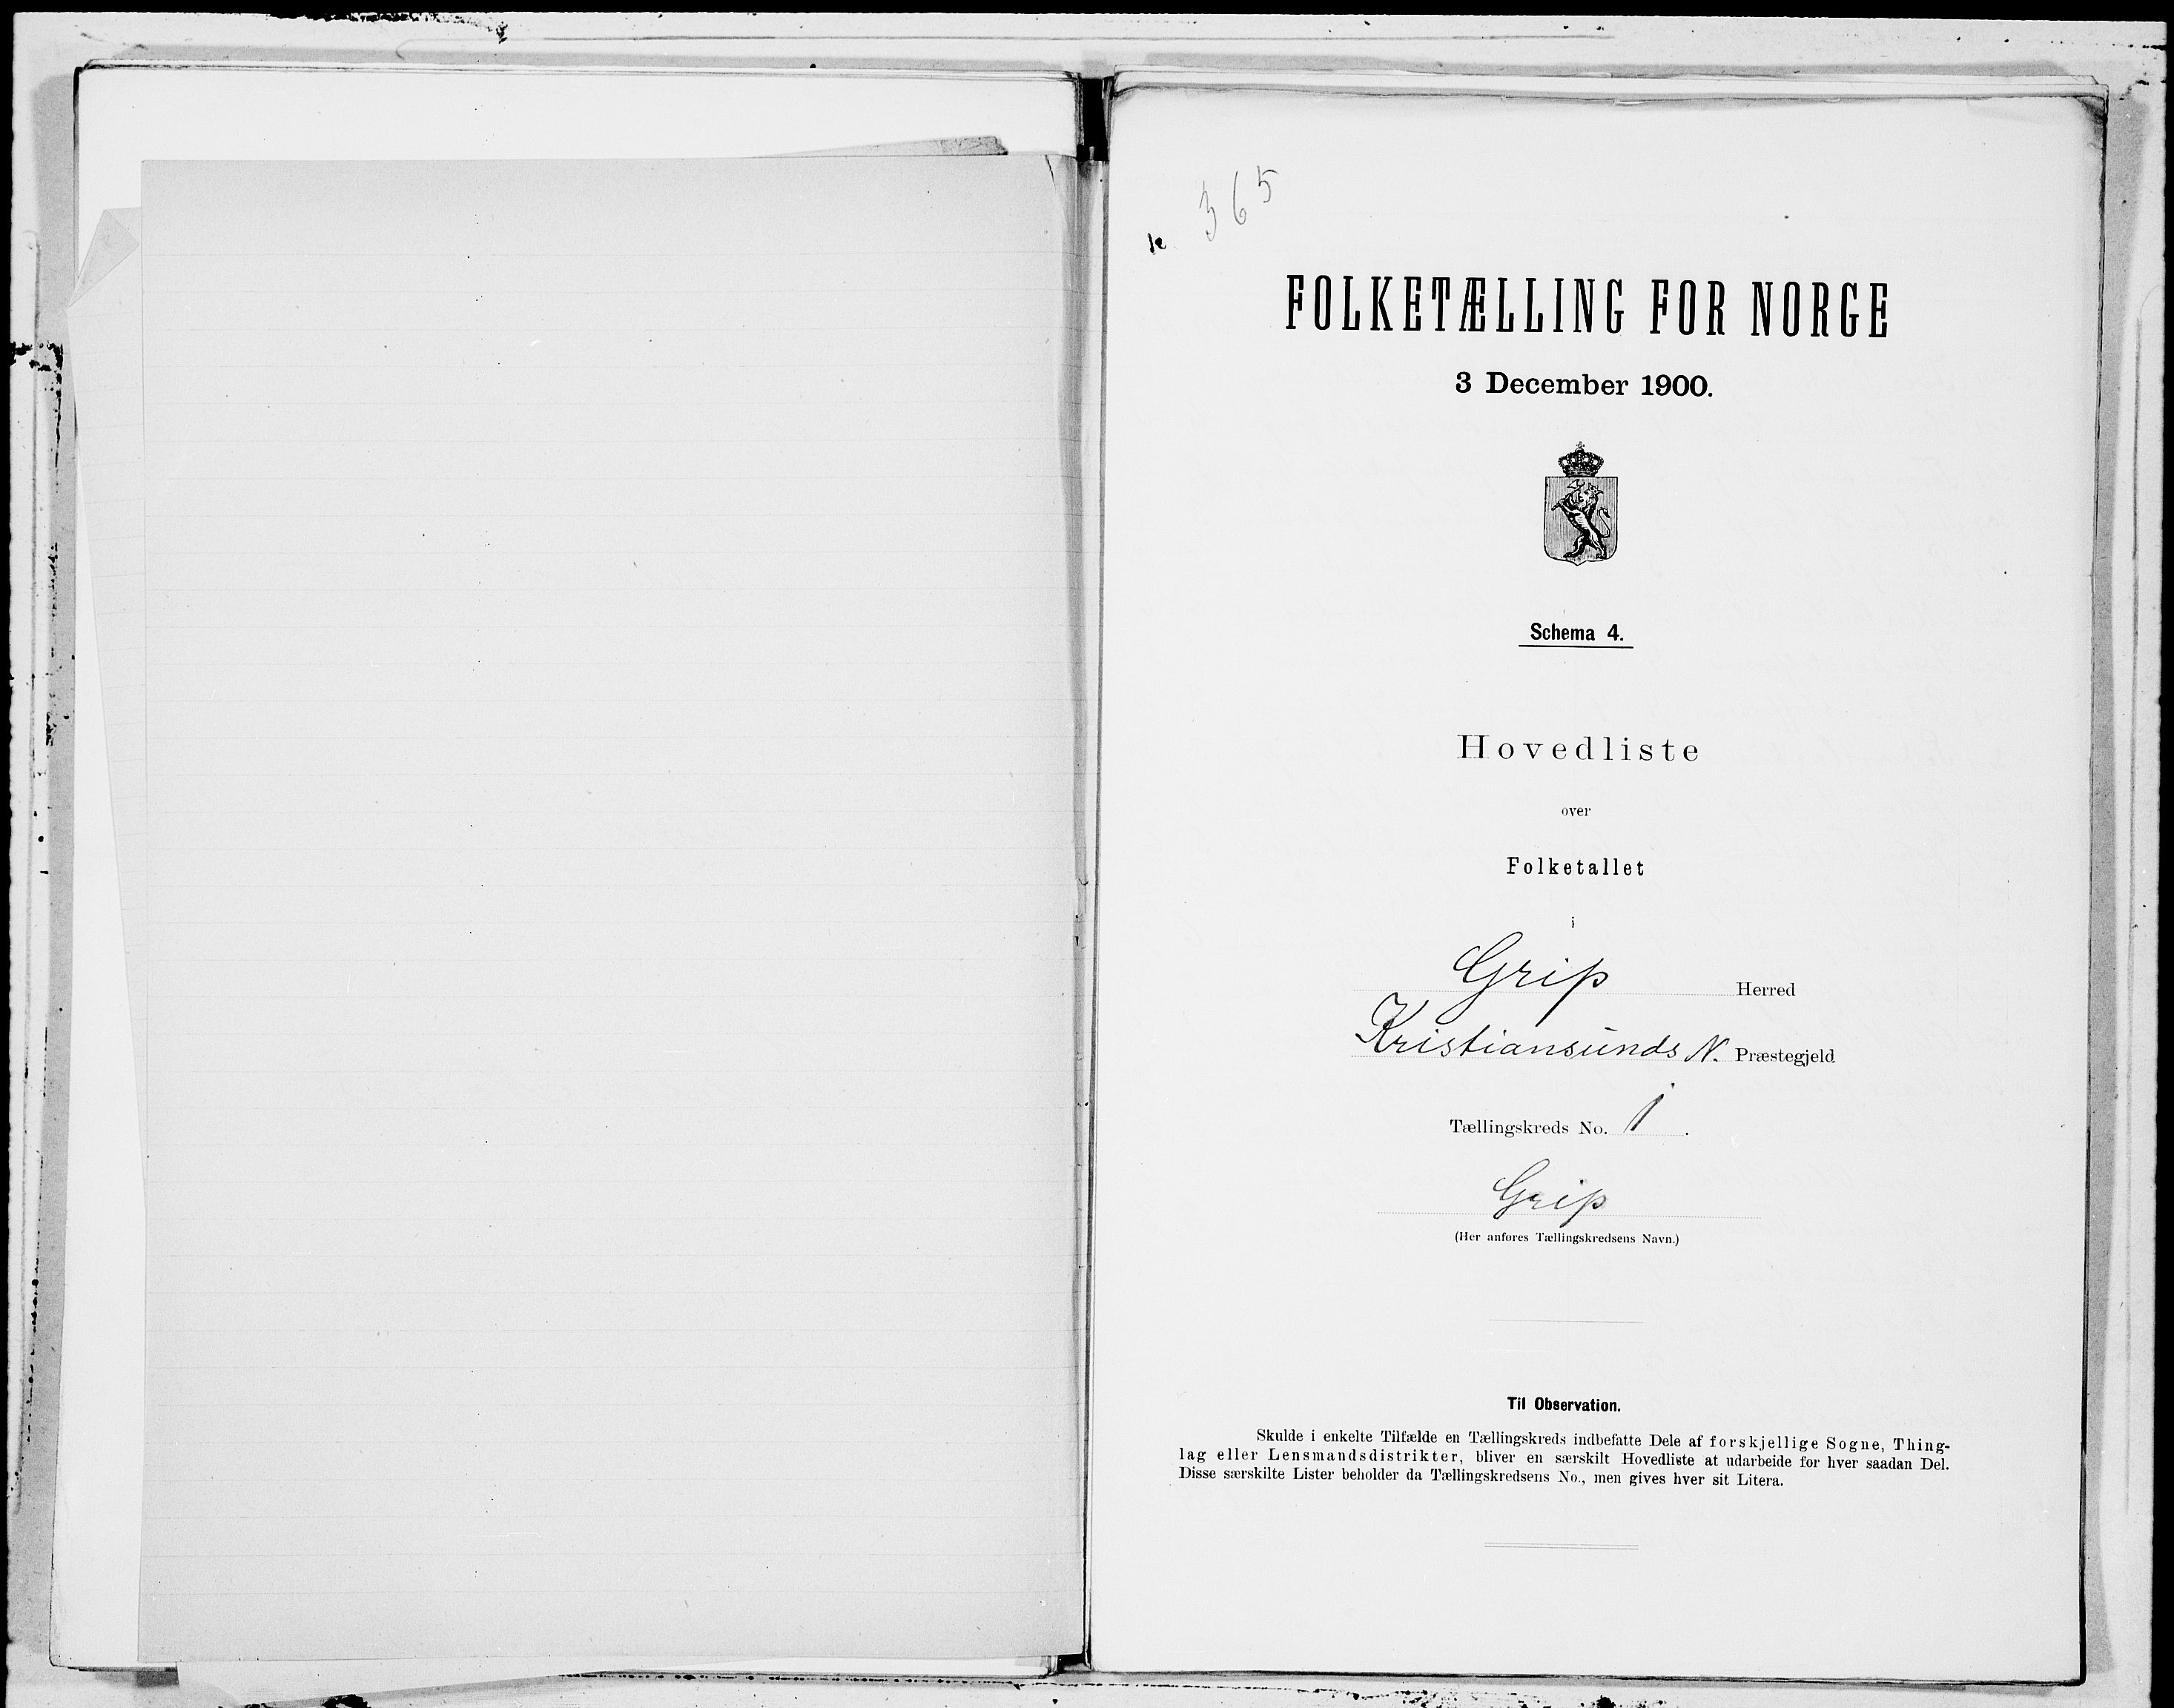 365
FOLKETÆLLING FOR NORGE
3 December 1900.
Schema 4.
Hovedliste
over
Folketallet
i
Grip Herred
Kristiansunds N. Præstegjeld
Tællingskreds No. 1.
Grip
(Her anføres Tællingskredsens Navn.)
Til Observation.
Skulde i enkelte Tilfælde en Tællingskreds indbefatte Dele af forskjellige Sogne, Thing-
lag eller Lensmandsdistrikter, bliver en særskilt Hovedliste at udarbeide for hver saadan Del.
Disse særskilte Lister beholder da Tællingskredsens No., men gives hver sit Litera.